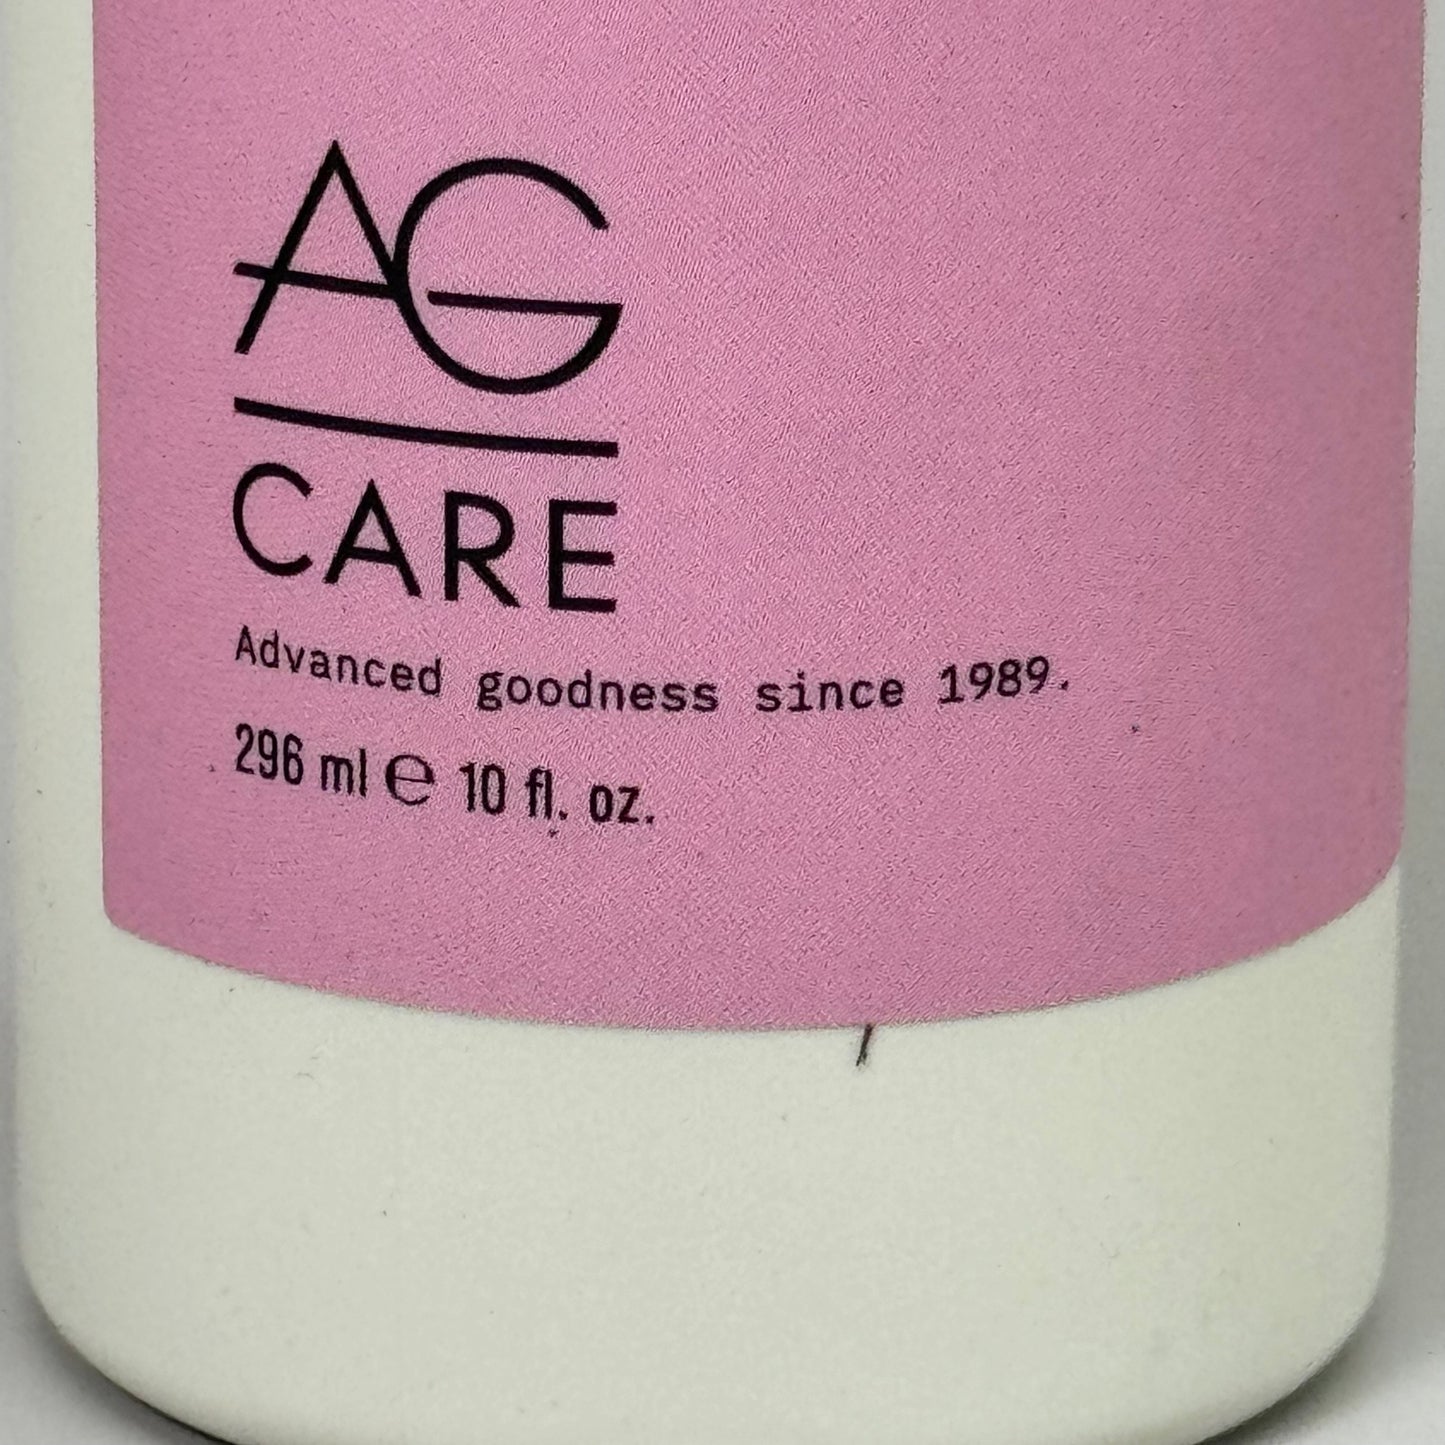 AG
CARE
Advanced goodness since 1989.
296 ml ℮ 10 fl. oz.